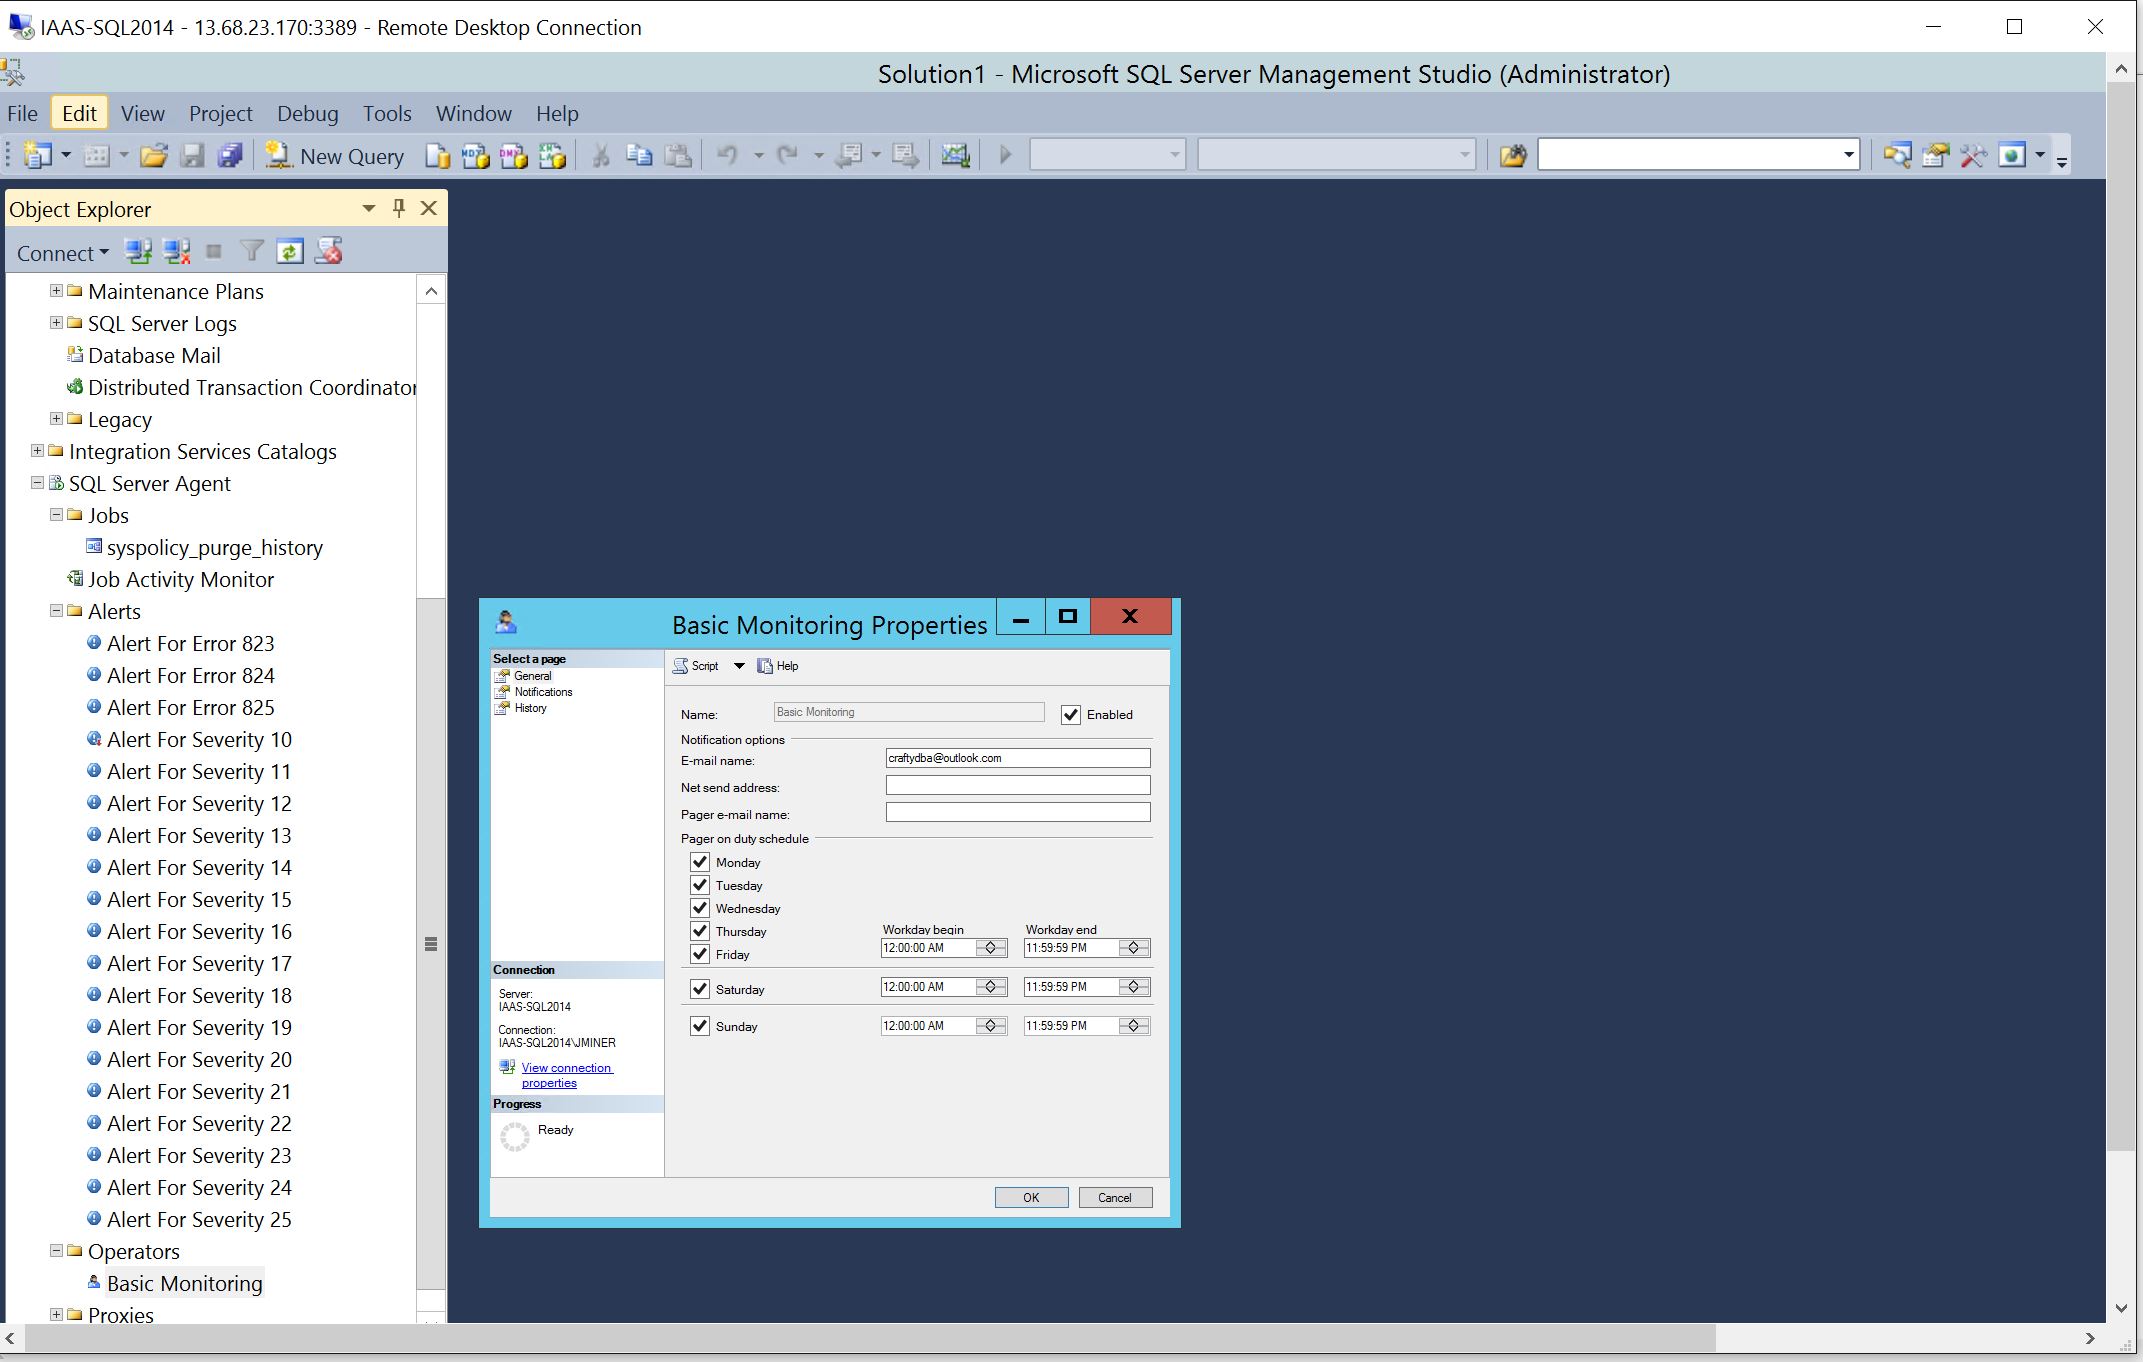 IAAS-SQL2014 - 13.68.23.170:3389 - Remote Desktop Connection
Solution1 - Microsoft SQL Server Management Studio (Administrator)
File Edit View Project Debug Tools Window Help
New Query
Object Explorer
Connect
Maintenance Plans
SQL Server Logs
Database Mail
Distributed Transaction Coordinator
Legacy
Integration Services Catalogs
SQL Server Agent
Jobs
syspolicy_purge_history
Job Activity Monitor
Alerts
Alert For Error 823
Alert For Error 824
Alert For Error 825
Alert For Severity 10
Alert For Severity 11
Alert For Severity 12
Alert For Severity 13
Alert For Severity 14
Alert For Severity 15
Alert For Severity 16
Alert For Severity 17
Alert For Severity 18
Alert For Severity 19
Alert For Severity 20
Alert For Severity 21
Alert For Severity 22
Alert For Severity 23
Alert For Severity 24
Alert For Severity 25
Operators
Basic Monitoring
Proxies
Basic Monitoring Properties
Select a page
General
Notifications
History
Connection
Server:
IAAS-SQL2014
Connection:
IAAS-SQL2014\JMINER
View connection
properties
Progress
Ready
Script Help
Name: Basic Monitoring Enabled
Notification options
E-mail name: craftydba@outlook.com
Net send address:
Pager e-mail name:
Pager on duty schedule
Monday
Tuesday
Wednesday
Thursday Workday begin Workday end
Friday 12:00:00 AM 11:59:59 PM
Saturday 12:00:00 AM 11:59:59 PM
Sunday 12:00:00 AM 11:59:59 PM
OK Cancel